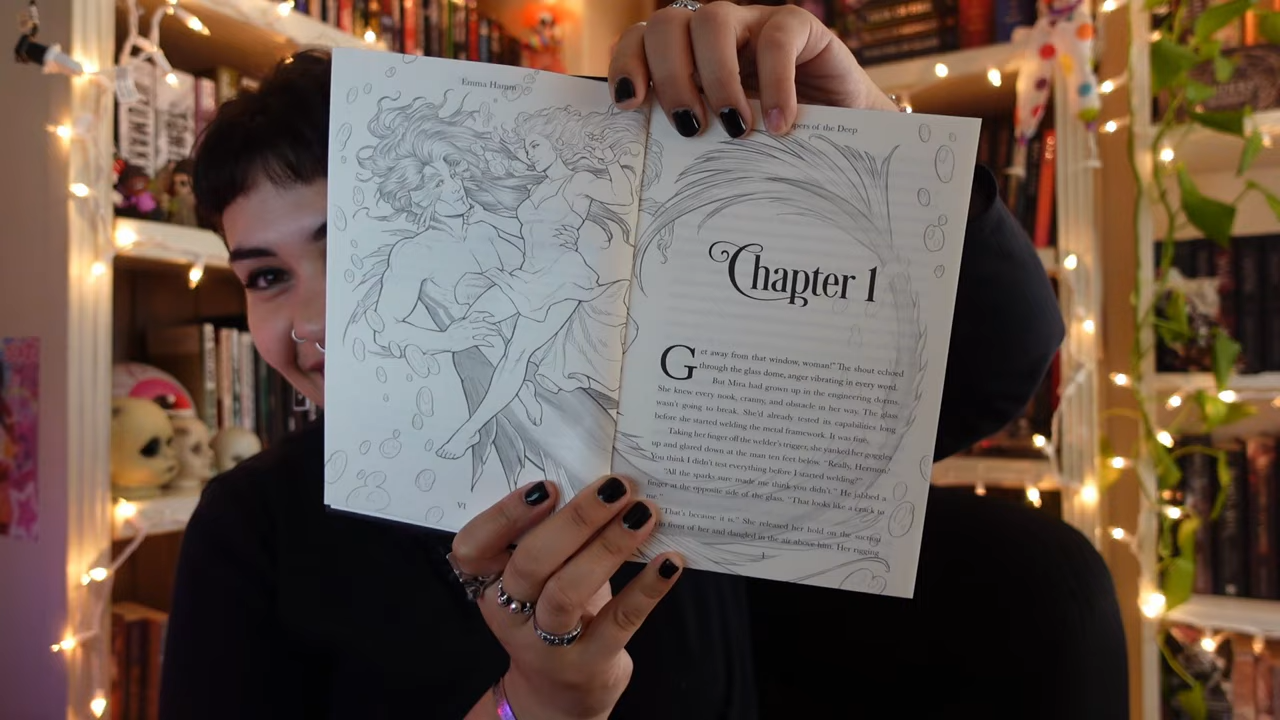 Emma Hamm
VI
pers of the Deep
Chapter 1
Get away from that window, woman!" The shout echoed
through the glass dome, anger vibrating in every word.
But Mira had grown up in the engineering dorms.
She knew every nook, cranny, and obstacle in her way. The glass
wasn't going to break. She'd already tested its capabilities long
before she started welding the metal framework. It was fine.
Taking her finger off the welder's trigger, she yanked her goggles
up and glared down at the man ten feet below. "Really, Hermon?
You think I didn't test everything before I started welding?"
"All the sparks sure made me think you didn't." He jabbed a
finger at the opposite side of the glass. "That looks like a crack to
me."
"That's because it is." She released her hold on the suction
in front of her and dangled in the air above him. Her rigging
1